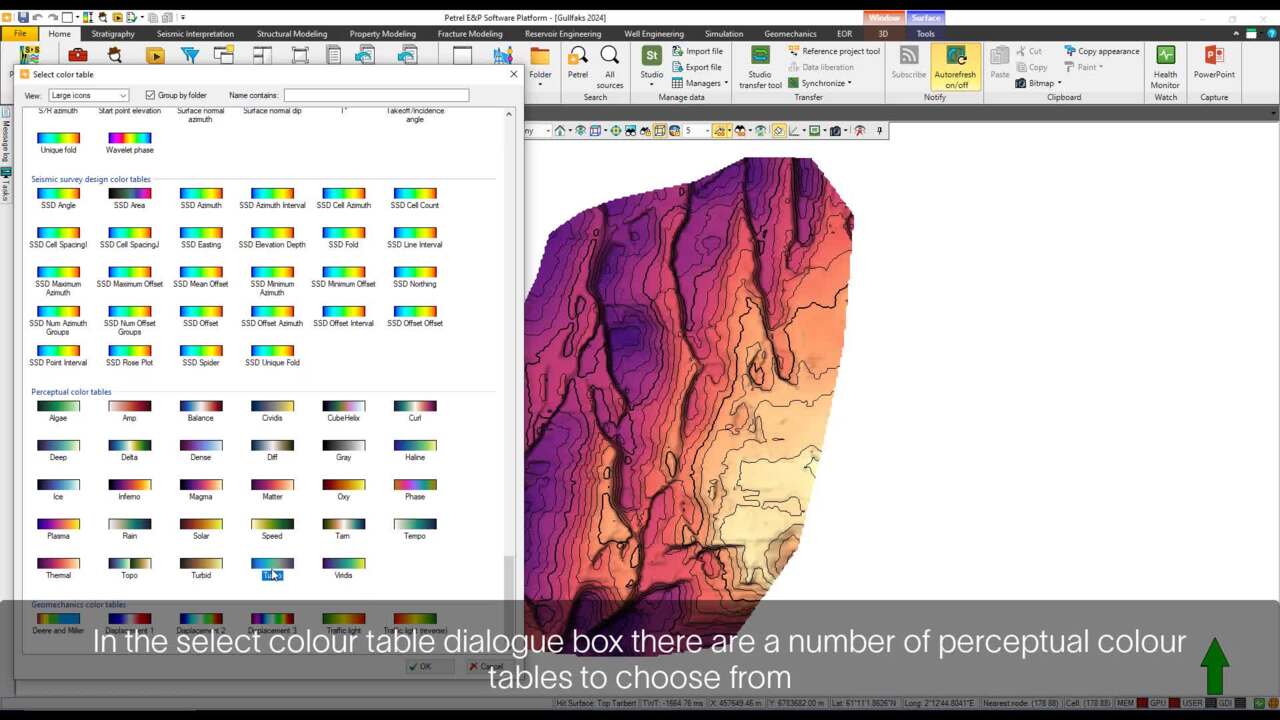 Petrel E&P Software Platform - [Gullfaks 2024]
Window
Surface
File
Home
Stratigraphy
Seismic Interpretation
Structural Modeling
Property Modeling
Fracture Modeling
Reservoir Engineering
Well Engineering
Simulation
Geomechanics
EOR
3D
Tools
Folder
Petrel
All sources
Search
Studio
Import file
Export file
Managers
Manage data
Studio transfer tool
Reference project tool
Data liberation
Synchronize
Transfer
Subscribe
Autorefresh on/off
Notify
Paste
Cut
Copy
Bitmap
Copy appearance
Paint
Clipboard
Health Monitor
Watch
PowerPoint
Capture
Message log
Tasks
5
Select color table
View:
Large icons
Group by folder
Name contains:
S/R azimuth
Start point elevation
Surface normal azimuth
Surface normal dip
Takeoff/incidence angle
Unique fold
Wavelet phase
Seismic survey design color tables
SSD Angle
SSD Area
SSD Azimuth
SSD Azimuth Interval
SSD Cell Azimuth
SSD Cell Count
SSD Cell SpacingI
SSD Cell SpacingJ
SSD Easting
SSD Elevation Depth
SSD Fold
SSD Line Interval
SSD Maximum Azimuth
SSD Maximum Offset
SSD Mean Offset
SSD Minimum Azimuth
SSD Minimum Offset
SSD Northing
SSD Num Azimuth Groups
SSD Num Offset Groups
SSD Offset
SSD Offset Azimuth
SSD Offset Interval
SSD Offset Offset
SSD Point Interval
SSD Rose Plot
SSD Spider
SSD Unique Fold
Perceptual color tables
Algae
Amp
Balance
Cividis
CubeHelix
Curl
Deep
Delta
Dense
Diff
Gray
Haline
Ice
Inferno
Magma
Matter
Oxy
Phase
Plasma
Rain
Solar
Speed
Tarn
Tempo
Thermal
Topo
Turbid
Viridis
Geomechanics color tables
Deere and Miller
Displacement 1
Displacement 2
Displacement 3
Traffic light
Traffic light (reverse)
OK
Cancel
In the select colour table dialogue box there are a number of perceptual colour
tables to choose from
Hit Surface: Top Tarbert
TWT: -1664.76 ms
X: 457649.46 m
Y: 6783682.00 m
Lat: 61°11'1.8626"N
Long: 2°12'44.8041"E
Nearest node: (178.88)
Cell: (178.88)
MEM
GPU
USER
GDI